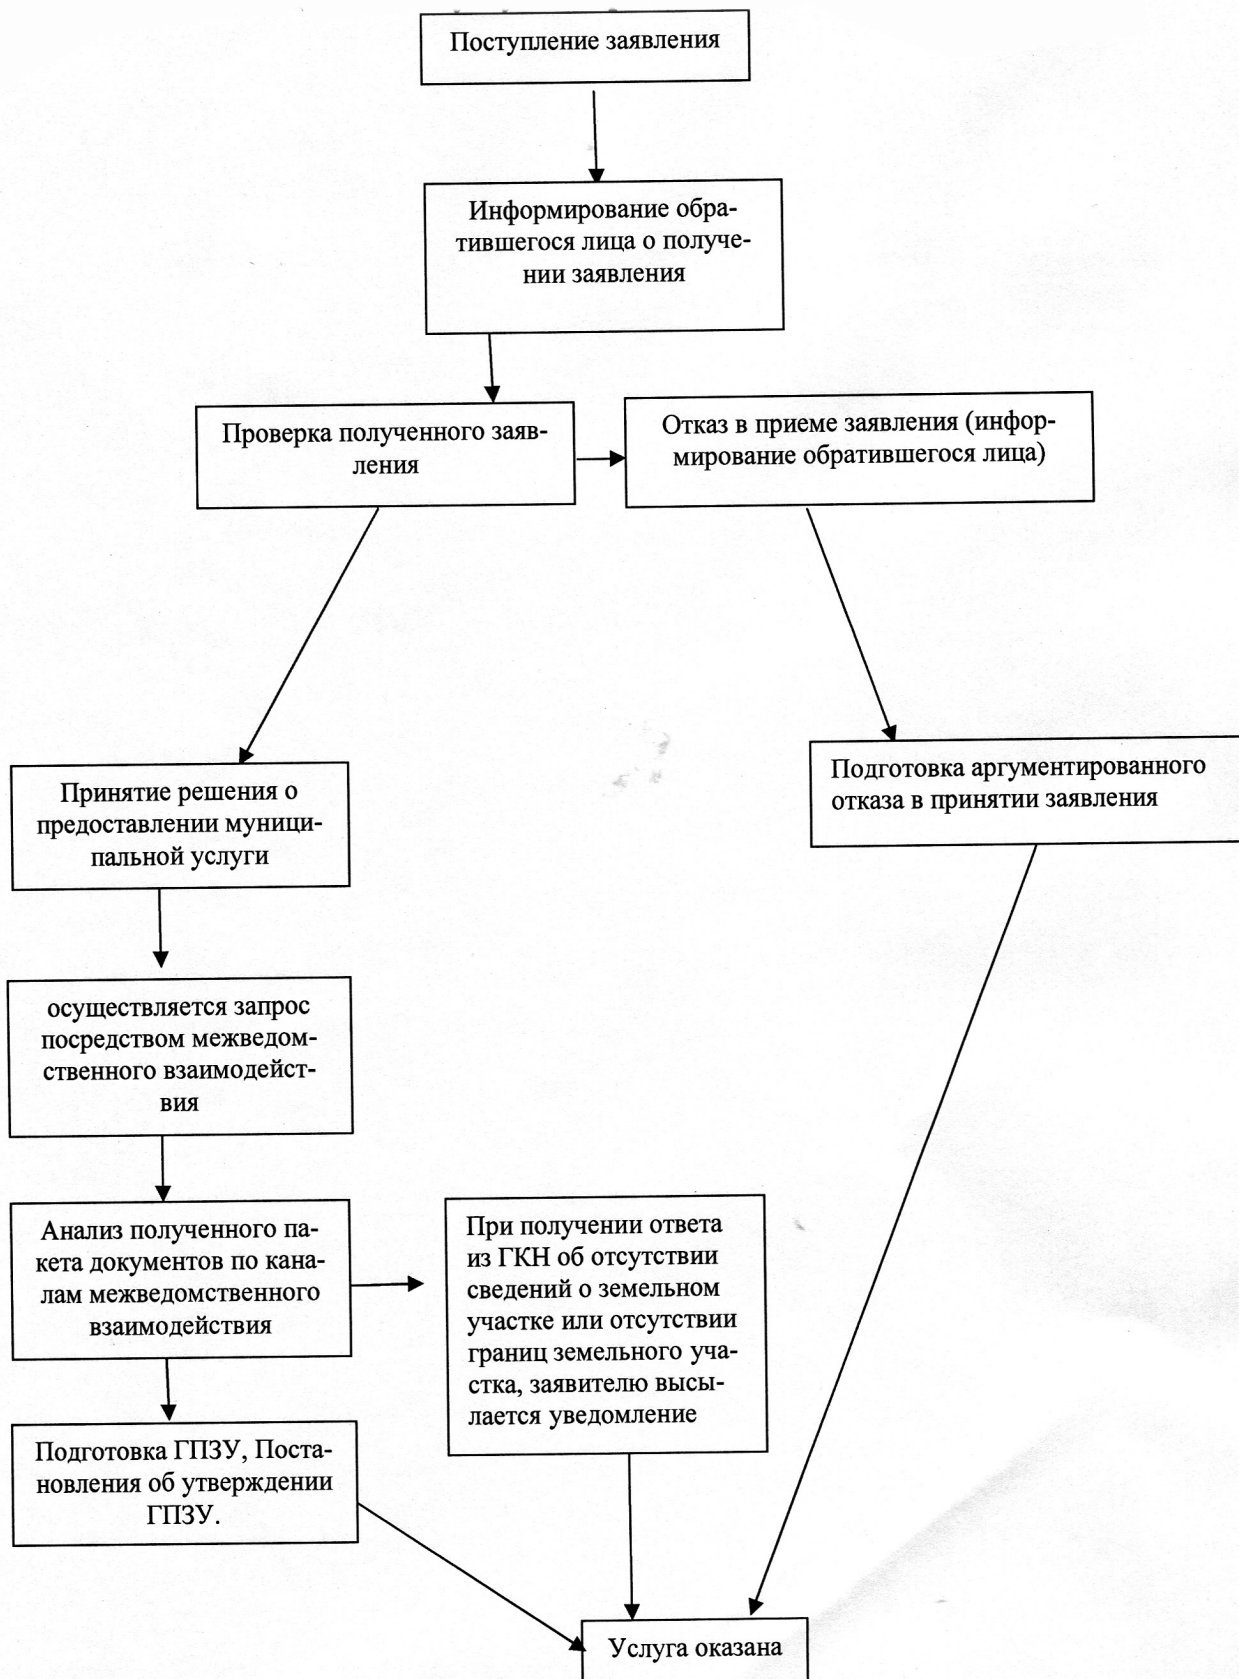 Поступление заявления
Информирование обра-
тившегося лица о получе-
нии заявления
Проверка полученного заяв-
ления
Отказ в приеме заявления (инфор-
мирование обратившегося лица)
Принятие решения о
предоставлении муници-
пальной услуги
Подготовка аргументированного
отказа в принятии заявления
осуществляется запрос
посредством межведом-
ственного взаимодейст-
вия
Анализ полученного па-
кета документов по кана-
лам межведомственного
взаимодействия
При получении ответа
из ГКН об отсутствии
сведений о земельном
участке или отсутствии
границ земельного уча-
стка, заявителю высы-
лается уведомление
Подготовка ГПЗУ, Поста-
новления об утверждении
ГПЗУ.
Услуга оказана